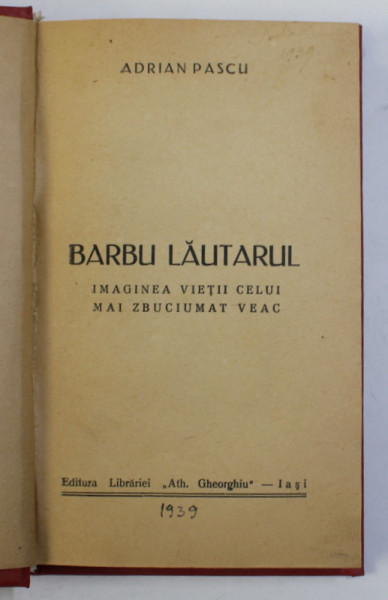 ADRIAN PASCU
BARBU LĂUTARUL
IMAGINEA VIEȚII CELUI
MAI ZBUCIUMAT VEAC
Editura Librăriei „Ath. Gheorghiu" — Iași
1939